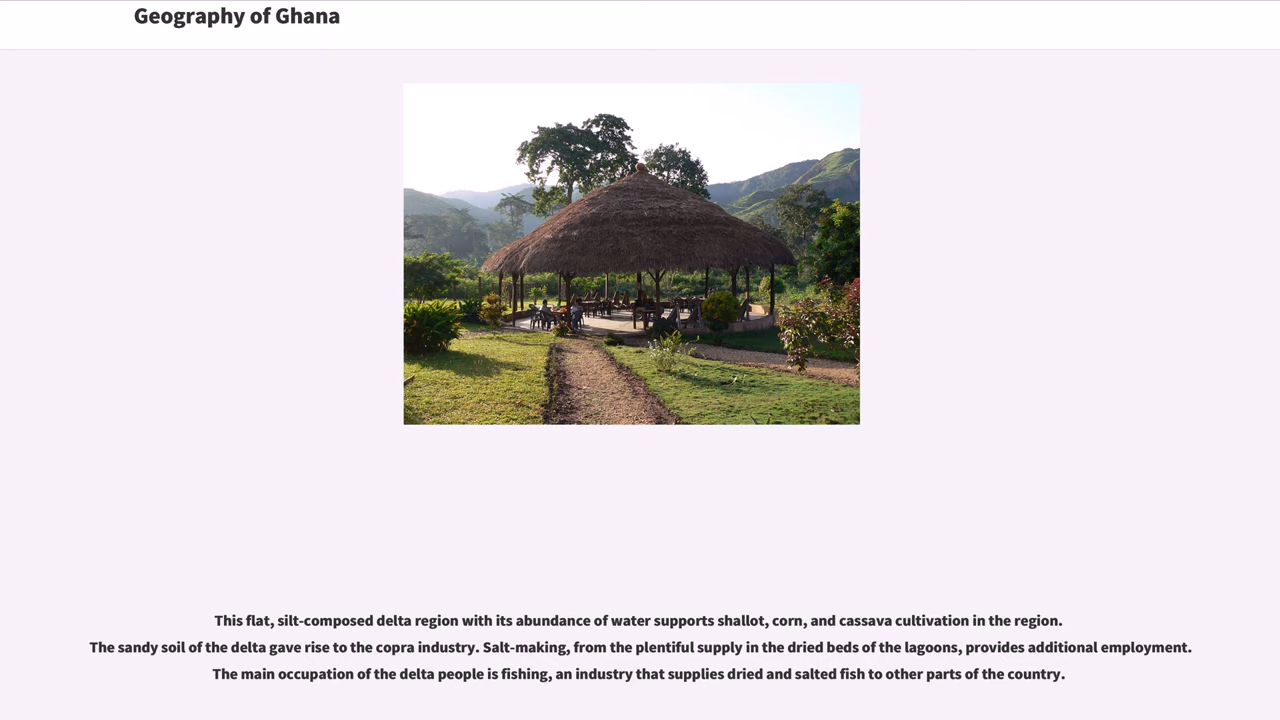 Geography of Ghana
This flat, silt-composed delta region with its abundance of water supports shallot, corn, and cassava cultivation in the region.
The sandy soil of the delta gave rise to the copra industry. Salt-making, from the plentiful supply in the dried beds of the lagoons, provides additional employment.
The main occupation of the delta people is fishing, an industry that supplies dried and salted fish to other parts of the country.